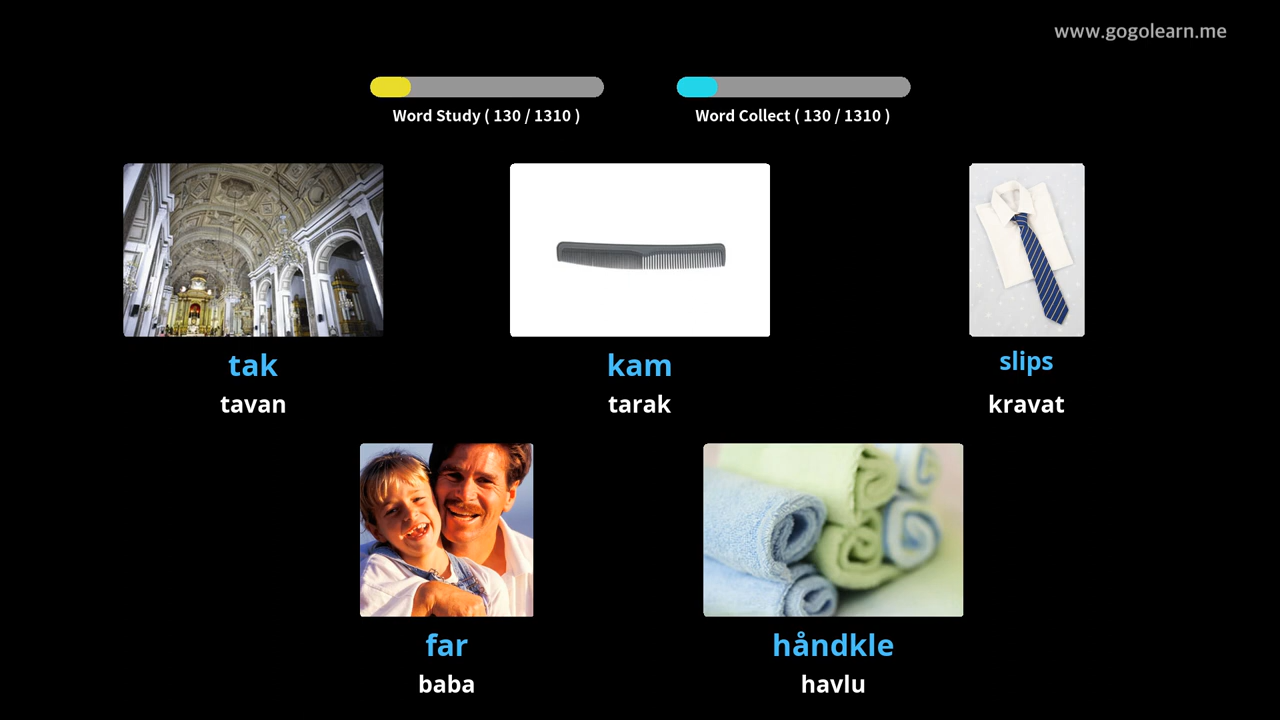 www.gogolearn.me
Word Study ( 130 / 1310 )
Word Collect ( 130 / 1310 )
tak
tavan
kam
tarak
slips
kravat
far
baba
håndkle
havlu